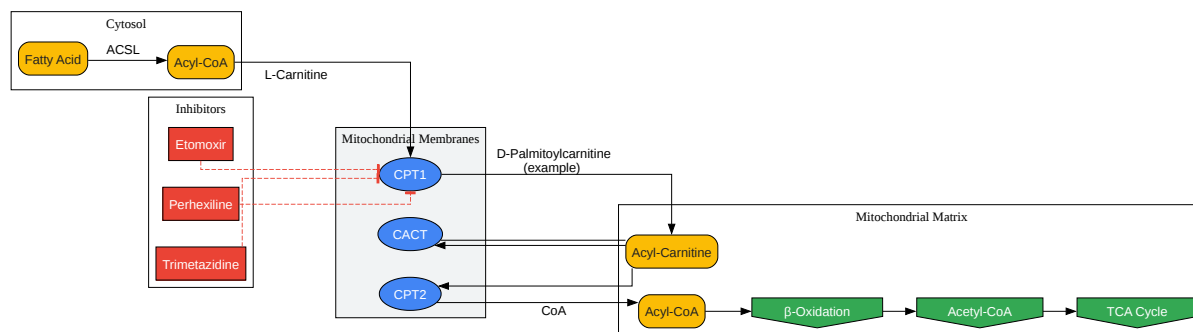 Cytosol
Fatty Acid
ACSL
Acyl-CoA
L-Carnitine
Inhibitors
Etomoxir
Perhexiline
Trimetazidine
Mitochondrial Membranes
CPT1
CACT
CPT2
D-Palmitoylcarnitine
(example)
Mitochondrial Matrix
Acyl-Carnitine
CoA
Acyl-CoA
β-Oxidation
Acetyl-CoA
TCA Cycle